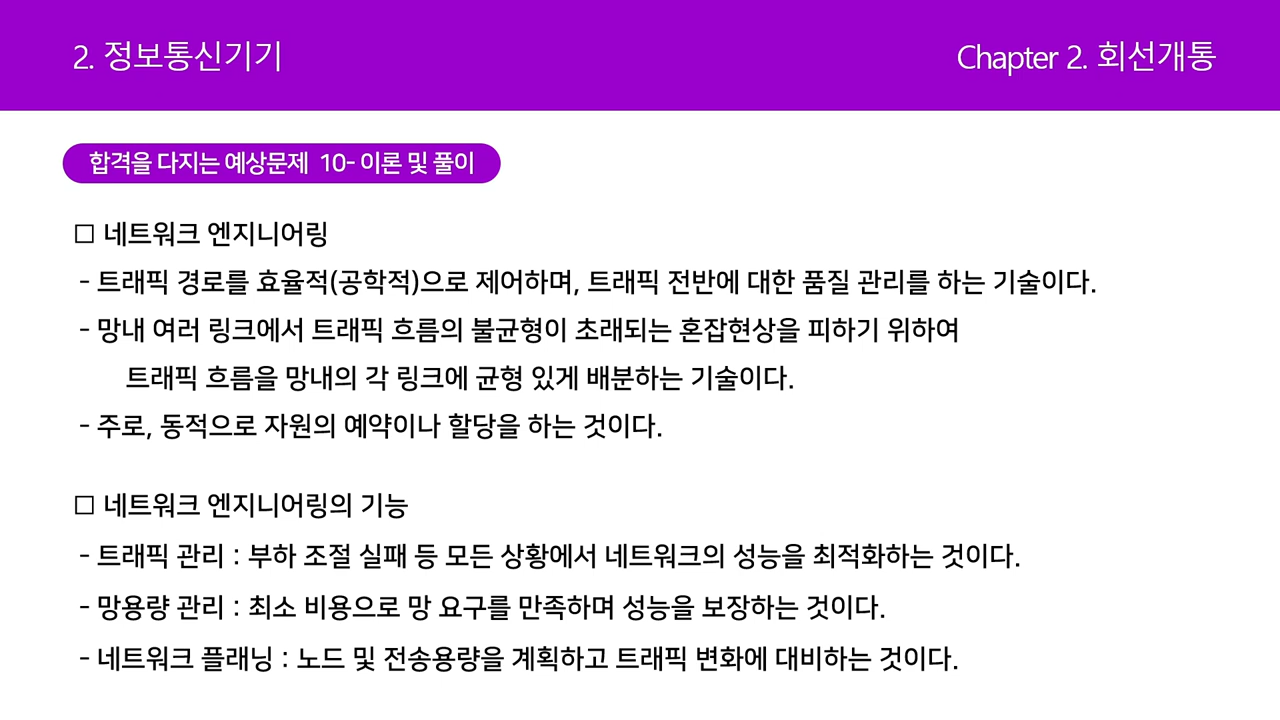 2. 정보통신기기
Chapter 2. 회선개통
합격을 다지는 예상문제 10- 이론 및 풀이
□ 네트워크 엔지니어링
- 트래픽 경로를 효율적(공학적)으로 제어하며, 트래픽 전반에 대한 품질 관리를 하는 기술이다.
- 망내 여러 링크에서 트래픽 흐름의 불균형이 초래되는 혼잡현상을 피하기 위하여
트래픽 흐름을 망내의 각 링크에 균형 있게 배분하는 기술이다.
- 주로, 동적으로 자원의 예약이나 할당을 하는 것이다.
□ 네트워크 엔지니어링의 기능
- 트래픽 관리 : 부하 조절 실패 등 모든 상황에서 네트워크의 성능을 최적화하는 것이다.
- 망용량 관리 : 최소 비용으로 망 요구를 만족하며 성능을 보장하는 것이다.
- 네트워크 플래닝 : 노드 및 전송용량을 계획하고 트래픽 변화에 대비하는 것이다.